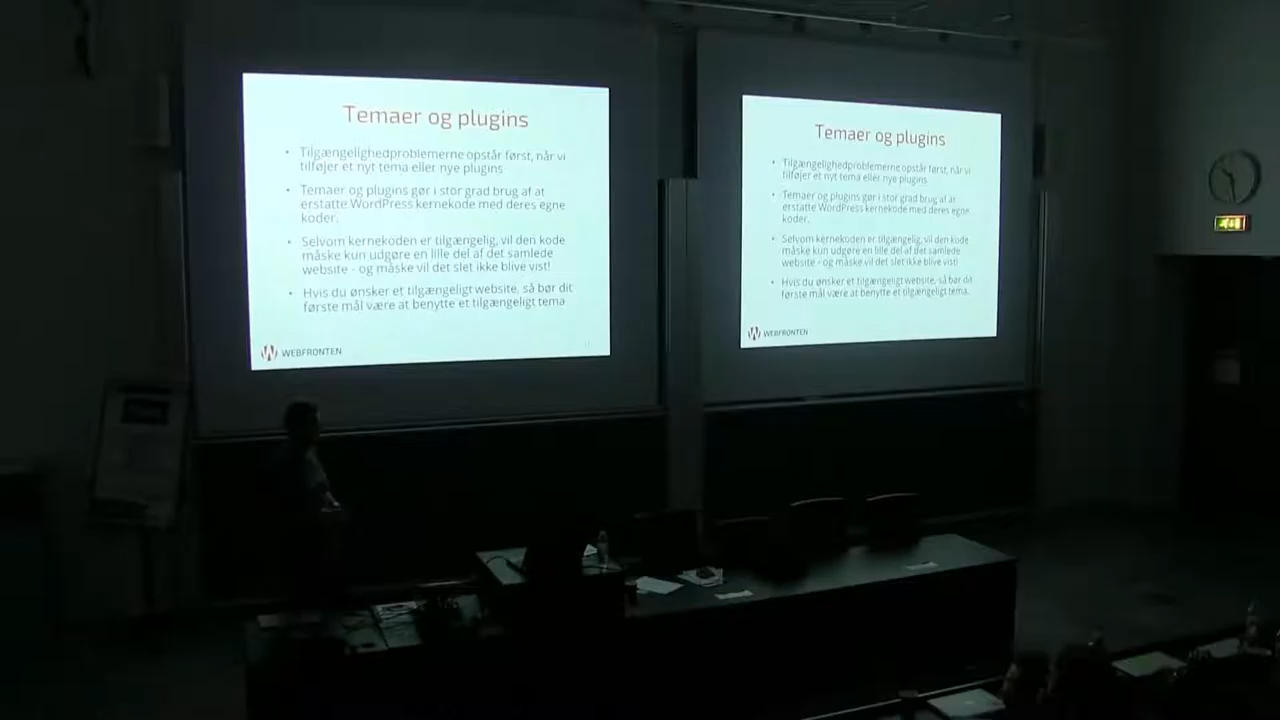 Temaer og plugins
• Tilgængelighedproblemerne opstår først, når vi
tilføjer et nyt tema eller nye plugins
• Temaer og plugins gør i stor grad brug af at
erstatte WordPress kernekode med deres egne
koder.
• Selvom kernekoden er tilgængelig, vil den kode
måske kun udgøre en lille del af det samlede
website - og måske vil det slet ikke blive vist!
• Hvis du ønsker et tilgængeligt website, så bør dit
første mål være at benytte et tilgængeligt tema
WEBFRONTEN
Temaer og plugins
• Tilgængelighedproblemerne opstår først, når vi
tilføjer et nyt tema eller nye plugins
• Temaer og plugins gør i stor grad brug af at
erstatte WordPress kernekode med deres egne
koder.
• Selvom kernekoden er tilgængelig, vil den kode
måske kun udgøre en lille del af det samlede
website - og måske vil det slet ikke blive vist!
• Hvis du ønsker et tilgængeligt website, så bør dit
første mål være at benytte et tilgængeligt tema.
WEBFRONTEN